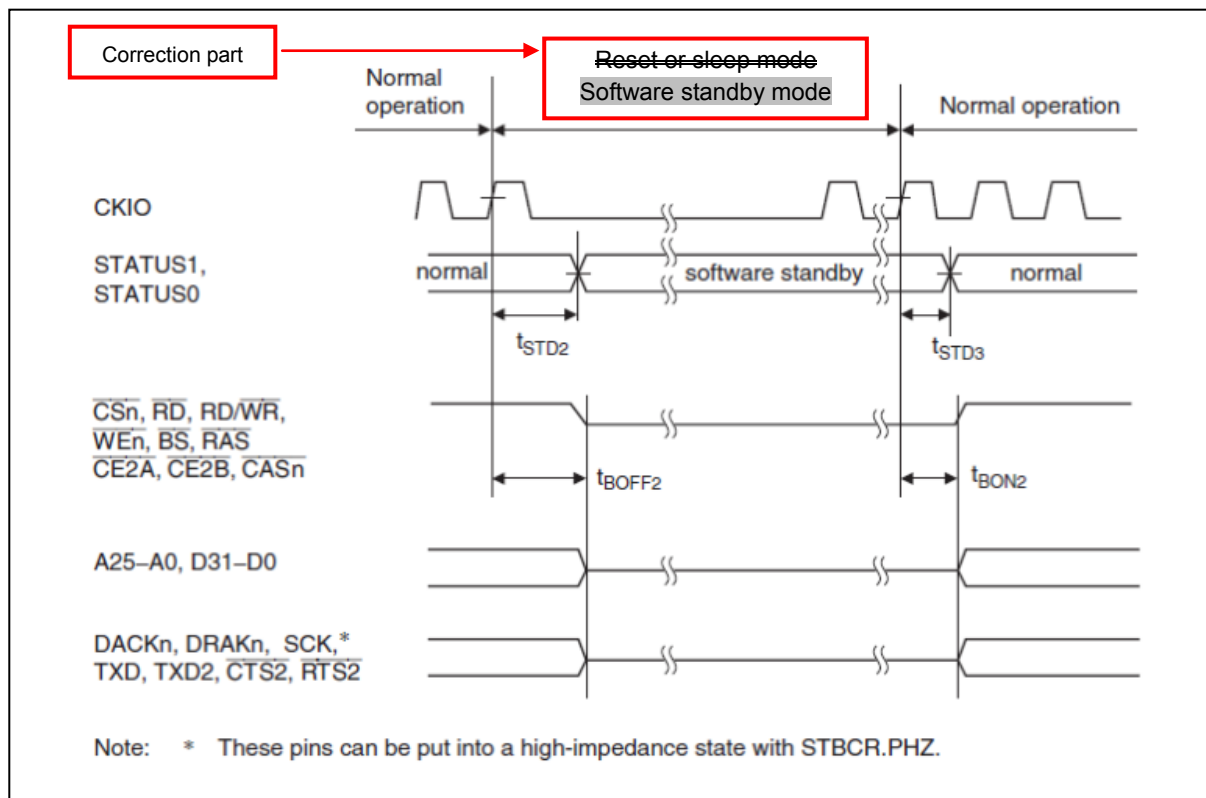 Correction part
Reset or sleep mode
Software standby mode
Normal
operation
Normal operation
CKIO
STATUS1,
STATUS0
normal
software standby
normal
tSTD2
tSTD3
CSn, RD, RD/WR,
WEn, BS, RAS
CE2A, CE2B, CASn
tBOFF2
tBON2
A25–A0, D31–D0
DACKn, DRAKn, SCK,*
TXD, TXD2, CTS2, RTS2
Note: * These pins can be put into a high-impedance state with STBCR.PHZ.